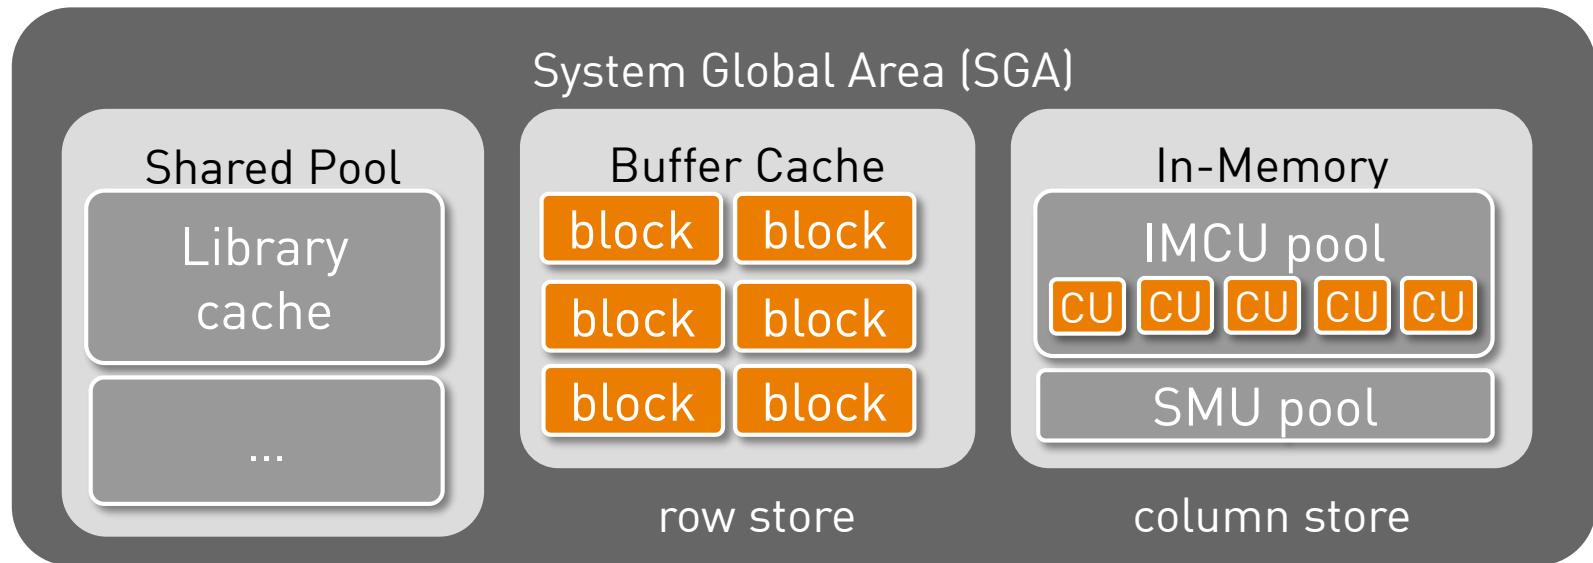 System Global Area (SGA)
Shared Pool
Library
cache
...
Buffer Cache
block block
block block
block block
row store
In-Memory
IMCU pool
CU CU CU CU CU
SMU pool
column store